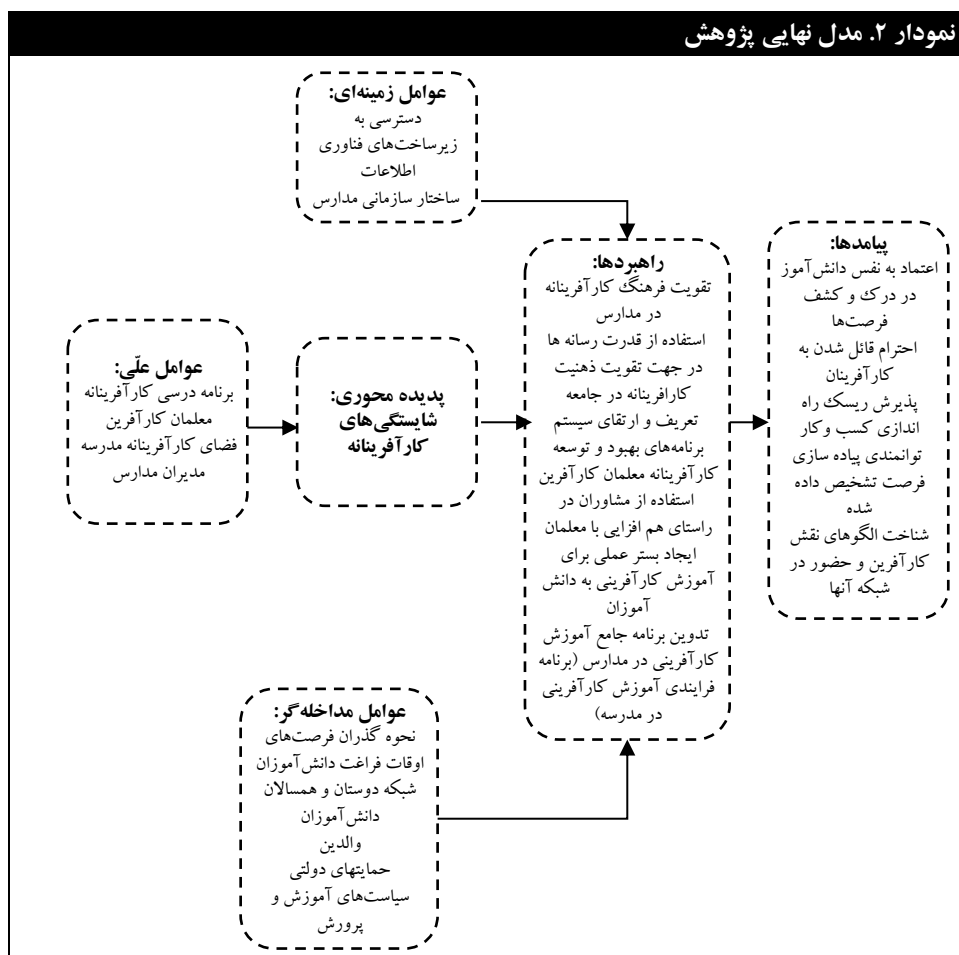 نمودار ۲. مدل نهایی پژوهش
عوامل زمینه‌ای:
دسترسی به
زیرساخت‌های فناوری
اطلاعات
ساختار سازمانی مدارس
عوامل علّی:
برنامه درسی کارآفرینانه
معلمان کارآفرین
فضای کارآفرینانه مدرسه
مدیران مدارس
پدیده محوری:
شایستگی‌های
کارآفرینانه
راهبردها:
تقویت فرهنگ کارآفرینانه
در مدارس
استفاده از قدرت رسانه ها
در جهت تقویت ذهنیت
کارافرینانه در جامعه
تعریف و ارتقای سیستم
برنامه‌های بهبود و توسعه
کارآفرینانه معلمان کارآفرین
استفاده از مشاوران در
راستای هم افزایی با معلمان
ایجاد بستر عملی برای
آموزش کارآفرینی به دانش
آموزان
تدوین برنامه جامع آموزش
کارآفرینی در مدارس (برنامه
فرایندی آموزش کارآفرینی
در مدرسه)
پیامدها:
اعتماد به نفس دانش‌آموز
در درک و کشف
فرصت‌ها
احترام قائل شدن به
کارآفرینان
پذیرش ریسک راه
اندازی کسب وکار
توانمندی پیاده سازی
فرصت تشخیص داده
شده
شناخت الگوهای نقش
کارآفرین و حضور در
شبکه آنها
عوامل مداخله‌گر:
نحوه گذران فرصت‌های
اوقات فراغت دانش‌آموزان
شبکه دوستان و همسالان
دانش‌آموزان
والدین
حمایتهای دولتی
سیاست‌های آموزش و
پرورش